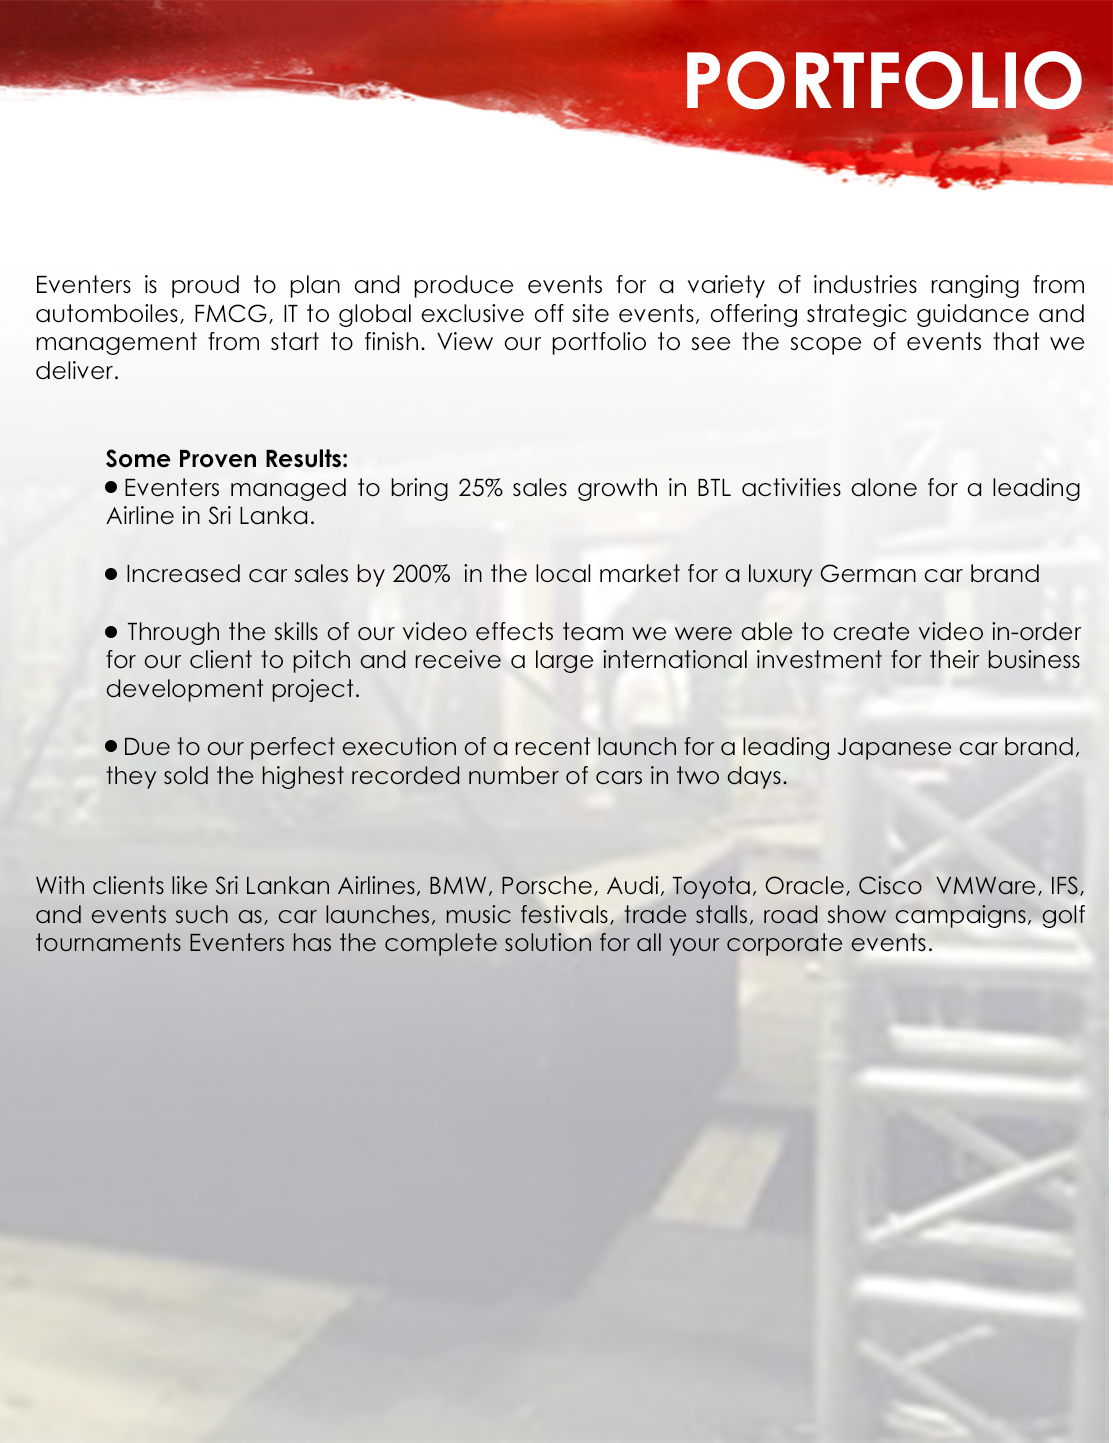 PORTFOLIO
Eventers is proud to plan and produce events for a variety of industries ranging from
automboiles, FMCG, IT to global exclusive off site events, offering strategic guidance and
management from start to finish. View our portfolio to see the scope of events that we
deliver.
Some Proven Results:
● Eventers managed to bring 25% sales growth in BTL activities alone for a leading
Airline in Sri Lanka.
● Increased car sales by 200%  in the local market for a luxury German car brand
● Through the skills of our video effects team we were able to create video in-order
for our client to pitch and receive a large international investment for their business
development project.
● Due to our perfect execution of a recent launch for a leading Japanese car brand,
they sold the highest recorded number of cars in two days.
With clients like Sri Lankan Airlines, BMW, Porsche, Audi, Toyota, Oracle, Cisco  VMWare, IFS,
and events such as, car launches, music festivals, trade stalls, road show campaigns, golf
tournaments Eventers has the complete solution for all your corporate events.